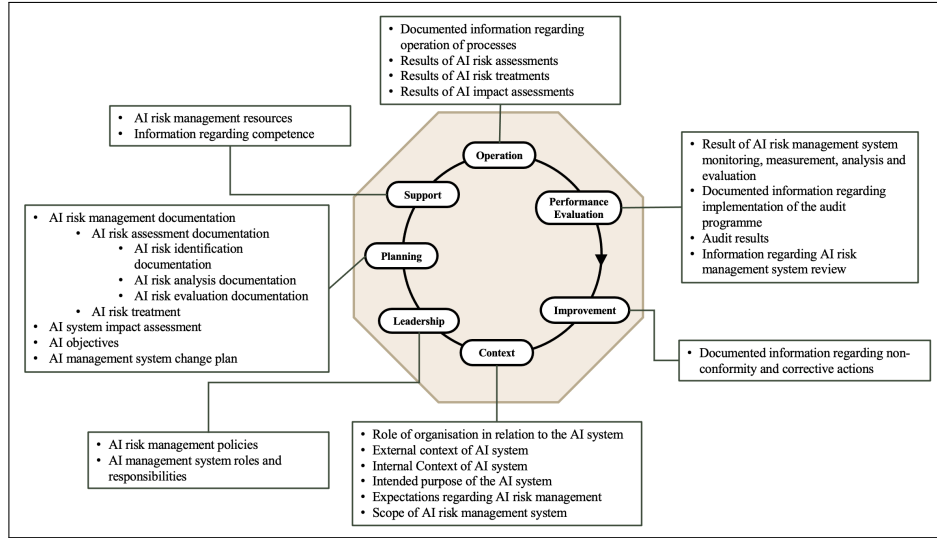 • Documented information regarding
operation of processes
• Results of AI risk assessments
• Results of AI risk treatments
• Results of AI impact assessments
• AI risk management resources
• Information regarding competence
Operation
• Result of AI risk management system
monitoring, measurement, analysis and
evaluation
• Documented information regarding
implementation of the audit
programme
• Audit results
• Information regarding AI risk
management system review
Support
Performance
Evaluation
• AI risk management documentation
• AI risk assessment documentation
• AI risk identification
documentation
• AI risk analysis documentation
• AI risk evaluation documentation
• AI risk treatment
• AI system impact assessment
• AI objectives
• AI management system change plan
Planning
Improvement
Leadership
Context
• Documented information regarding non-
conformity and corrective actions
• AI risk management policies
• AI management system roles and
responsibilities
• Role of organisation in relation to the AI system
• External context of AI system
• Internal Context of AI system
• Intended purpose of the AI system
• Expectations regarding AI risk management
• Scope of AI risk management system